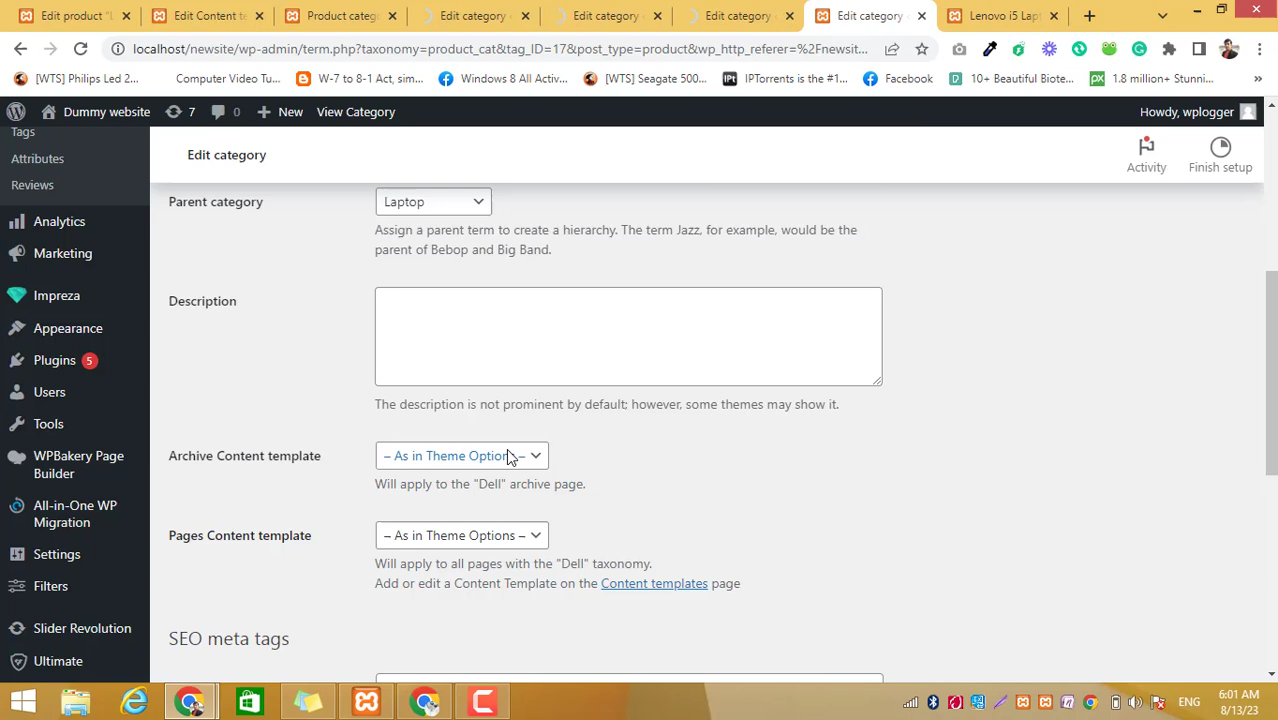 Edit product "L
Edit Content te
Product categ
Edit category
Edit category
Edit category
Edit category
Lenovo i5 Lap
localhost/newsite/wp-admin/term.php?taxonomy=product_cat&tag_ID=17&post_type=product&wp_http_referer=%2Fnewsit...
[WTS] Philips Led 2...
Computer Video Tu...
W-7 to 8-1 Act, sim...
Windows 8 All Activ...
[WTS] Seagate 500...
IPTorrents is the #1...
Facebook
10+ Beautiful Biote...
1.8 million+ Stunni...
»
Dummy website
7
0
New
View Category
Howdy, wplogger
Tags
Attributes
Reviews
Analytics
Marketing
Impreza
Appearance
Plugins 5
Users
Tools
WPBakery Page
Builder
All-in-One WP
Migration
Settings
Filters
Slider Revolution
Ultimate
Edit category
Activity
Finish setup
Parent category
Laptop
Assign a parent term to create a hierarchy. The term Jazz, for example, would be the
parent of Bebop and Big Band.
Description
The description is not prominent by default; however, some themes may show it.
Archive Content template
– As in Theme Options –
Will apply to the "Dell" archive page.
Pages Content template
– As in Theme Options –
Will apply to all pages with the "Dell" taxonomy.
Add or edit a Content Template on the Content templates page
SEO meta tags
ENG
6:01 AM
8/13/23